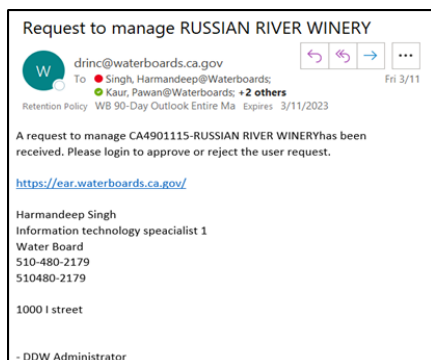 Request to manage RUSSIAN RIVER WINERY
W
drinc@waterboards.ca.gov
To Singh, Harmandeep@Waterboards;
Kaur, Pawan@Waterboards; +2 others
Fri 3/11
Retention Policy WB 90-Day Outlook Entire Ma Expires 3/11/2023
A request to manage CA4901115-RUSSIAN RIVER WINERYhas been
received. Please login to approve or reject the user request.
https://ear.waterboards.ca.gov/
Harmandeep Singh
Information technology speacialist 1
Water Board
510-480-2179
510480-2179
1000 I street
- DDW Administrator